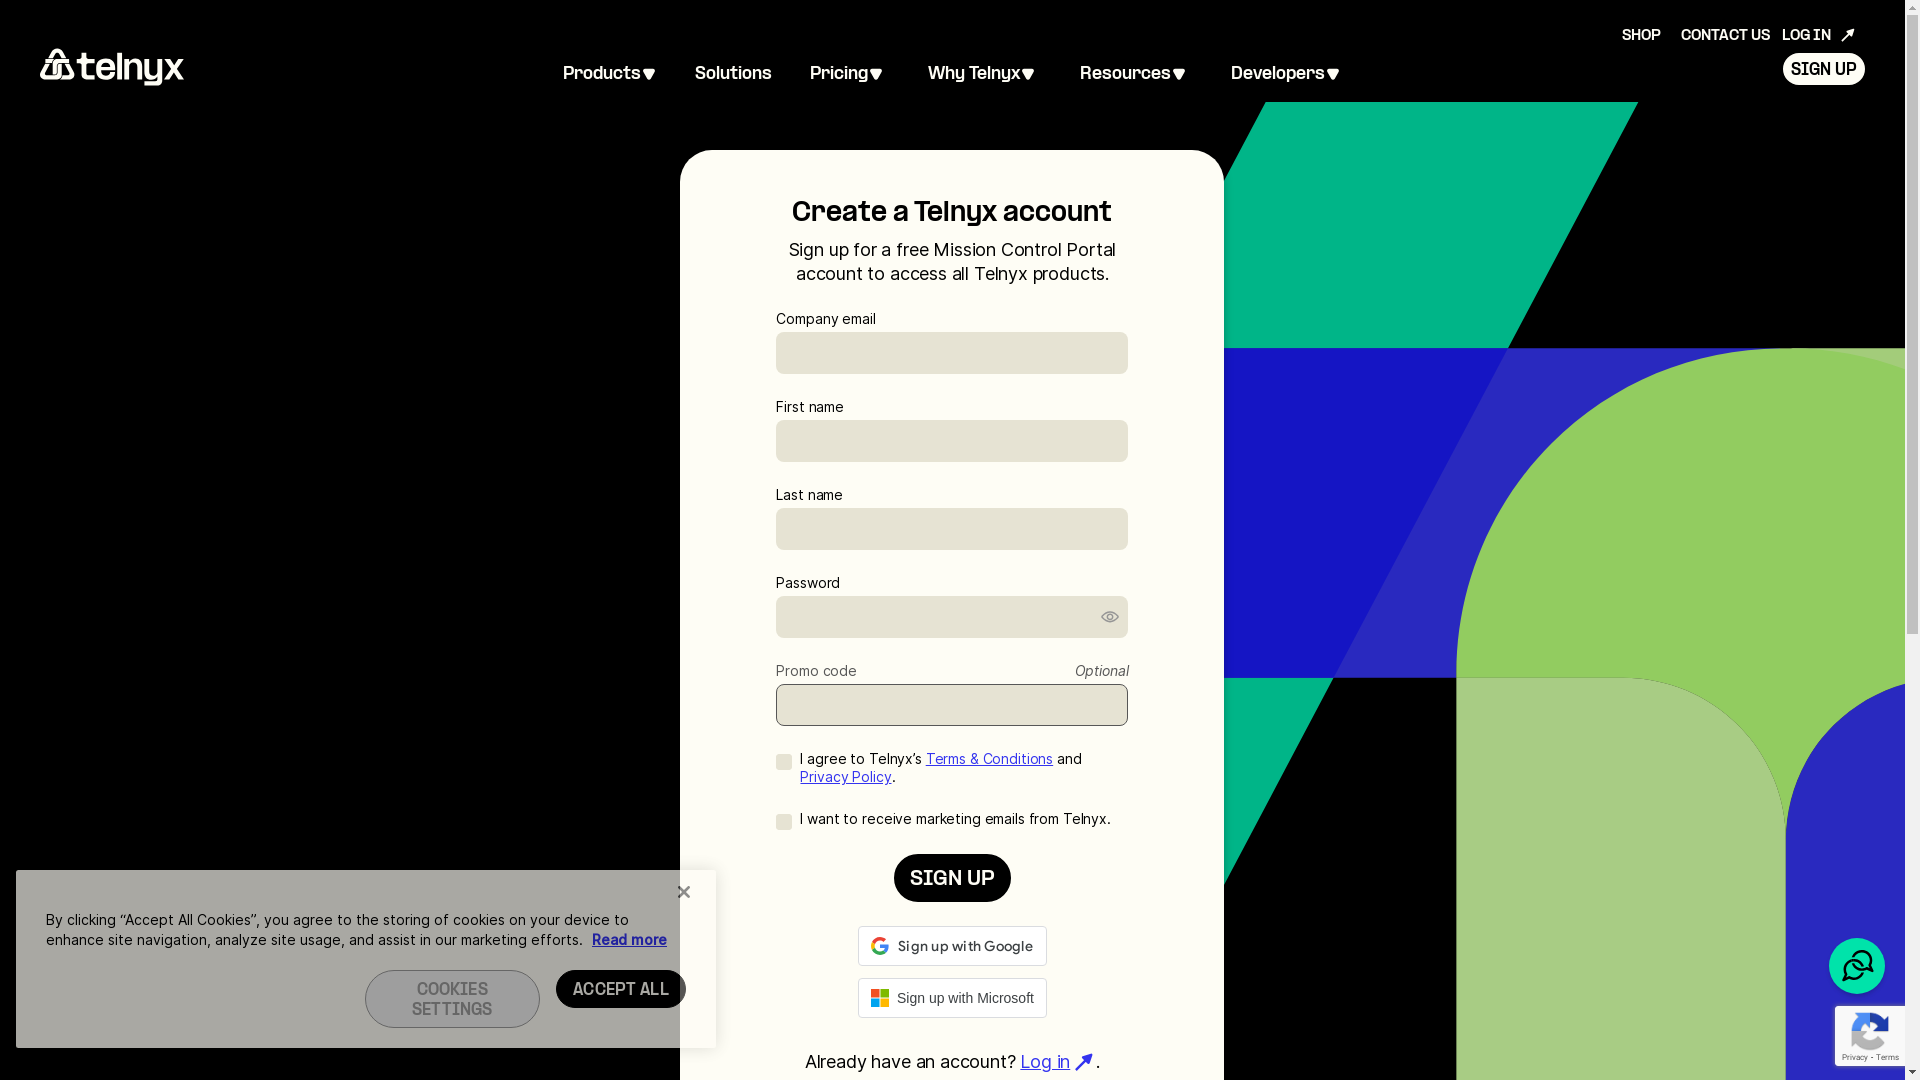 SHOP CONTACT US LOG IN
telnyx Products Solutions Pricing Why Telnyx Resources Developers SIGN UP
Create a Telnyx account
Sign up for a free Mission Control Portal
account to access all Telnyx products.
Company email
First name
Last name
Password
Promo code Optional
I agree to Telnyx’s Terms & Conditions and
Privacy Policy.
I want to receive marketing emails from Telnyx.
SIGN UP
Sign up with Google
Sign up with Microsoft
Already have an account? Log in .
By clicking “Accept All Cookies”, you agree to the storing of cookies on your device to
enhance site navigation, analyze site usage, and assist in our marketing efforts. Read more
COOKIES
SETTINGS
ACCEPT ALL
Privacy - Terms